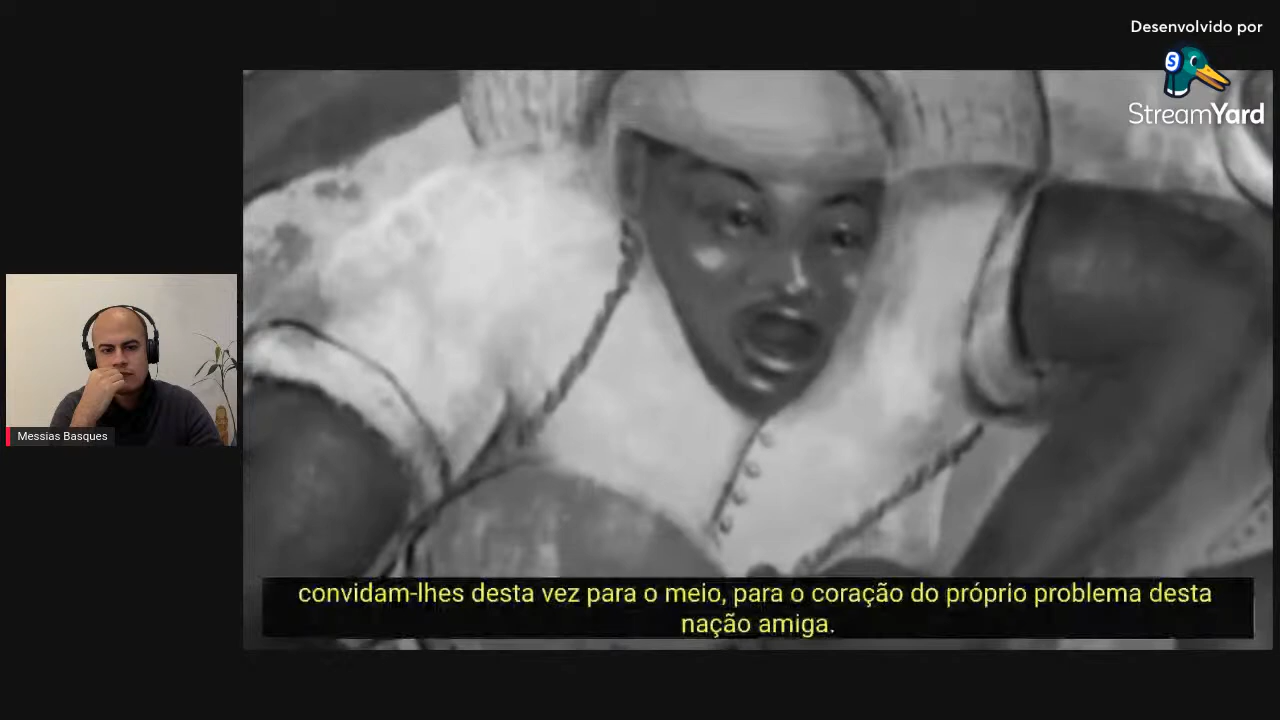 Desenvolvido por
StreamYard
Messias Basques
convidam-lhes desta vez para o meio, para o coração do próprio problema desta
nação amiga.